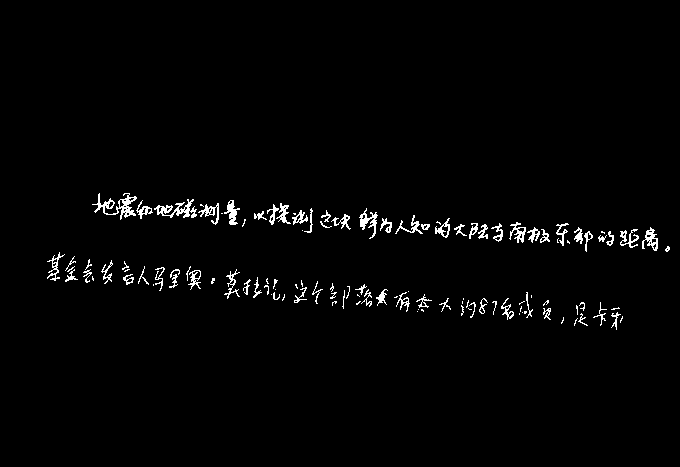 地震和地磁测量,以探测这块鲜为人知的大陆与南极东部的距离。
基金会发言人马里奥。莫拉说,这个部落有大约87名成员,是卡